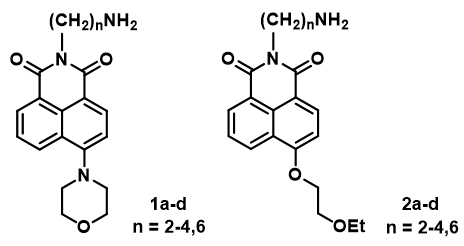 (CH₂)ₙNH₂
N
O O
N
O
1a-d
n = 2-4,6
(CH₂)ₙNH₂
N
O O
O
OEt
2a-d
n = 2-4,6